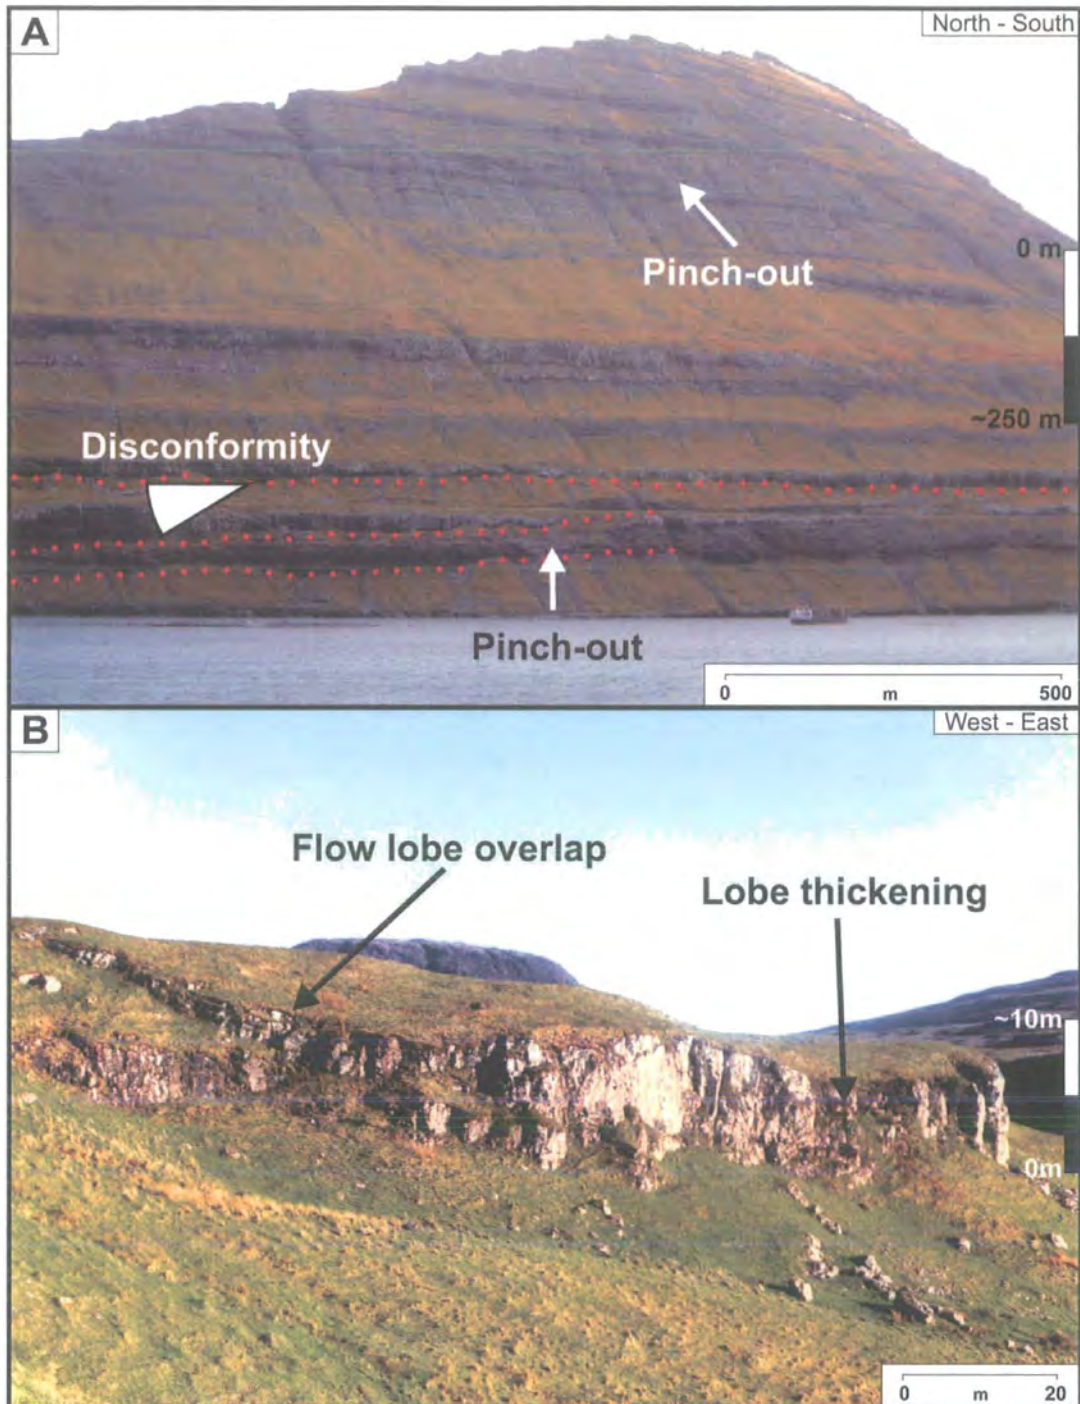 A
North - South
Pinch-out
0 m
~250 m
Disconformity
Pinch-out
0 m 500
B
West - East
Flow lobe overlap
Lobe thickening
~10m
0m
0 m 20